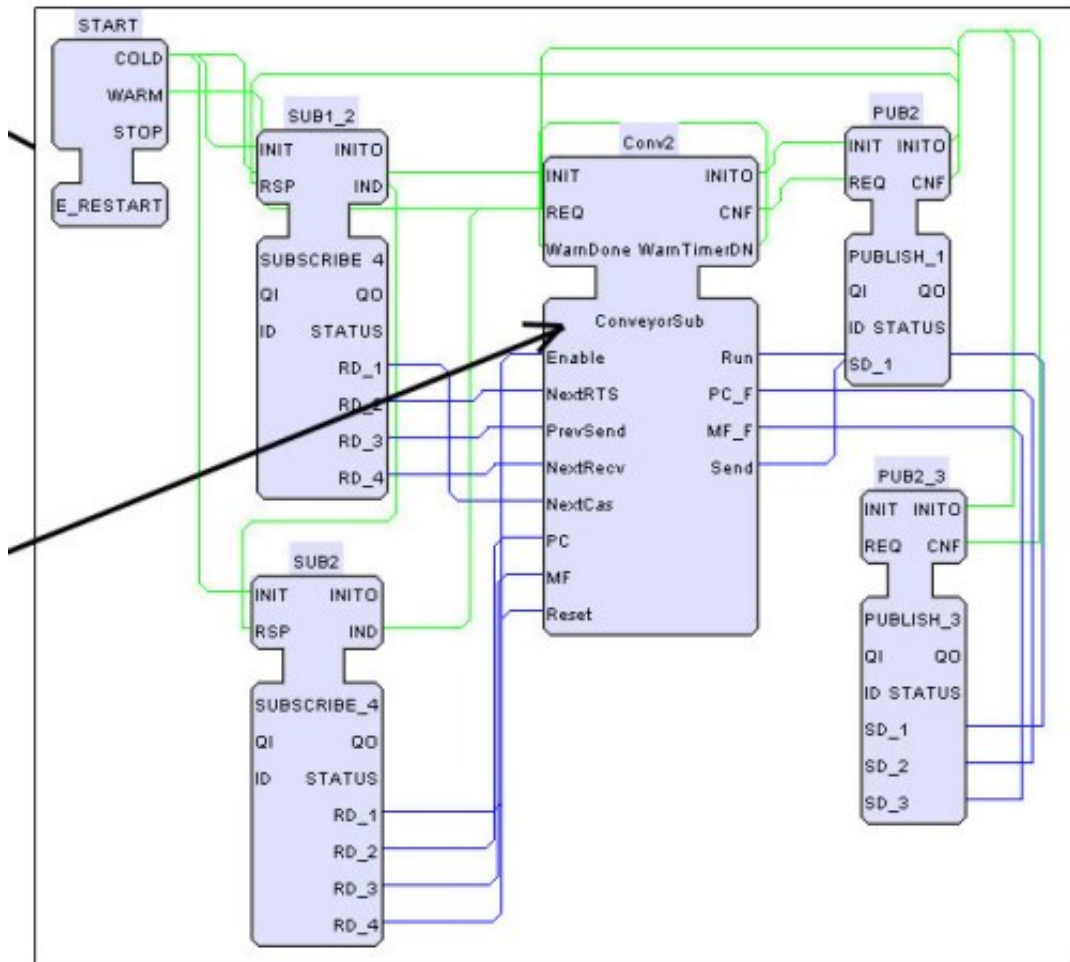 START
COLD
WARM
STOP
E_RESTART
SUB1_2
INIT INITO
RSP IND
SUBSCRIBE_4
QI QO
ID STATUS
RD_1
RD_2
RD_3
RD_4
SUB2
INIT INITO
RSP IND
SUBSCRIBE_4
QI QO
ID STATUS
RD_1
RD_2
RD_3
RD_4
Conv2
INIT INITO
REQ CNF
WarnDone WarnTimerDN
ConveyorSub
Enable Run
NextRTS PC_F
PrevSend MF_F
NextRecv Send
NextCas
PC
MF
Reset
PUB2
INIT INITO
REQ CNF
PUBLISH_1
QI QO
ID STATUS
SD_1
PUB2_3
INIT INITO
REQ CNF
PUBLISH_3
QI QO
ID STATUS
SD_1
SD_2
SD_3